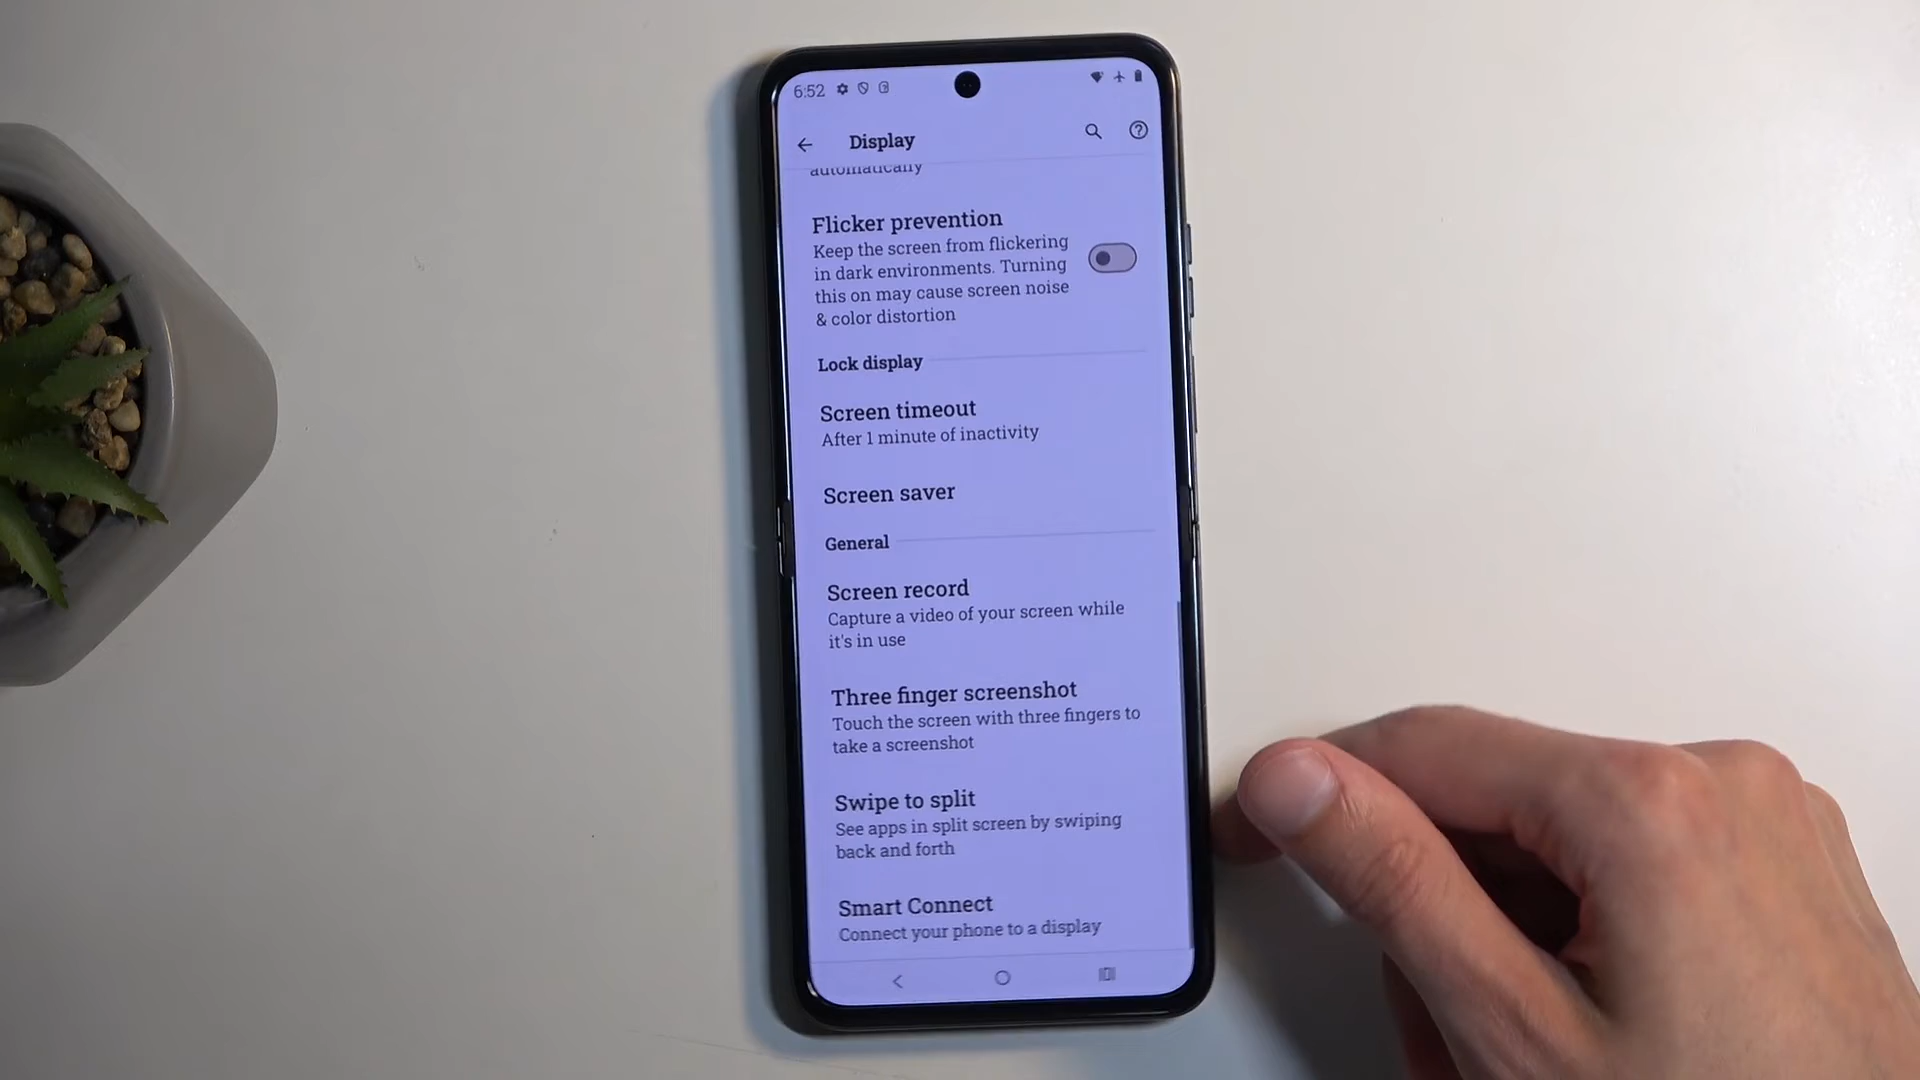 6:52
Display
automatically
Flicker prevention
Keep the screen from flickering
in dark environments. Turning
this on may cause screen noise
& color distortion
Lock display
Screen timeout
After 1 minute of inactivity
Screen saver
General
Screen record
Capture a video of your screen while
it's in use
Three finger screenshot
Touch the screen with three fingers to
take a screenshot
Swipe to split
See apps in split screen by swiping
back and forth
Smart Connect
Connect your phone to a display